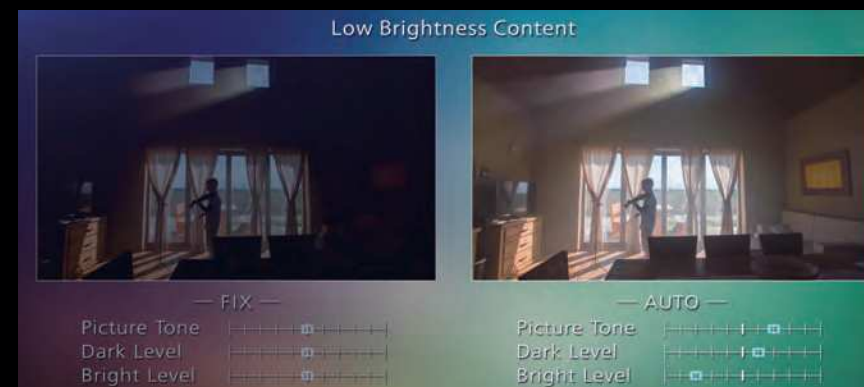 Low Brightness Content
— FIX —
Picture Tone
Dark Level
Bright Level
— AUTO —
Picture Tone
Dark Level
Bright Level